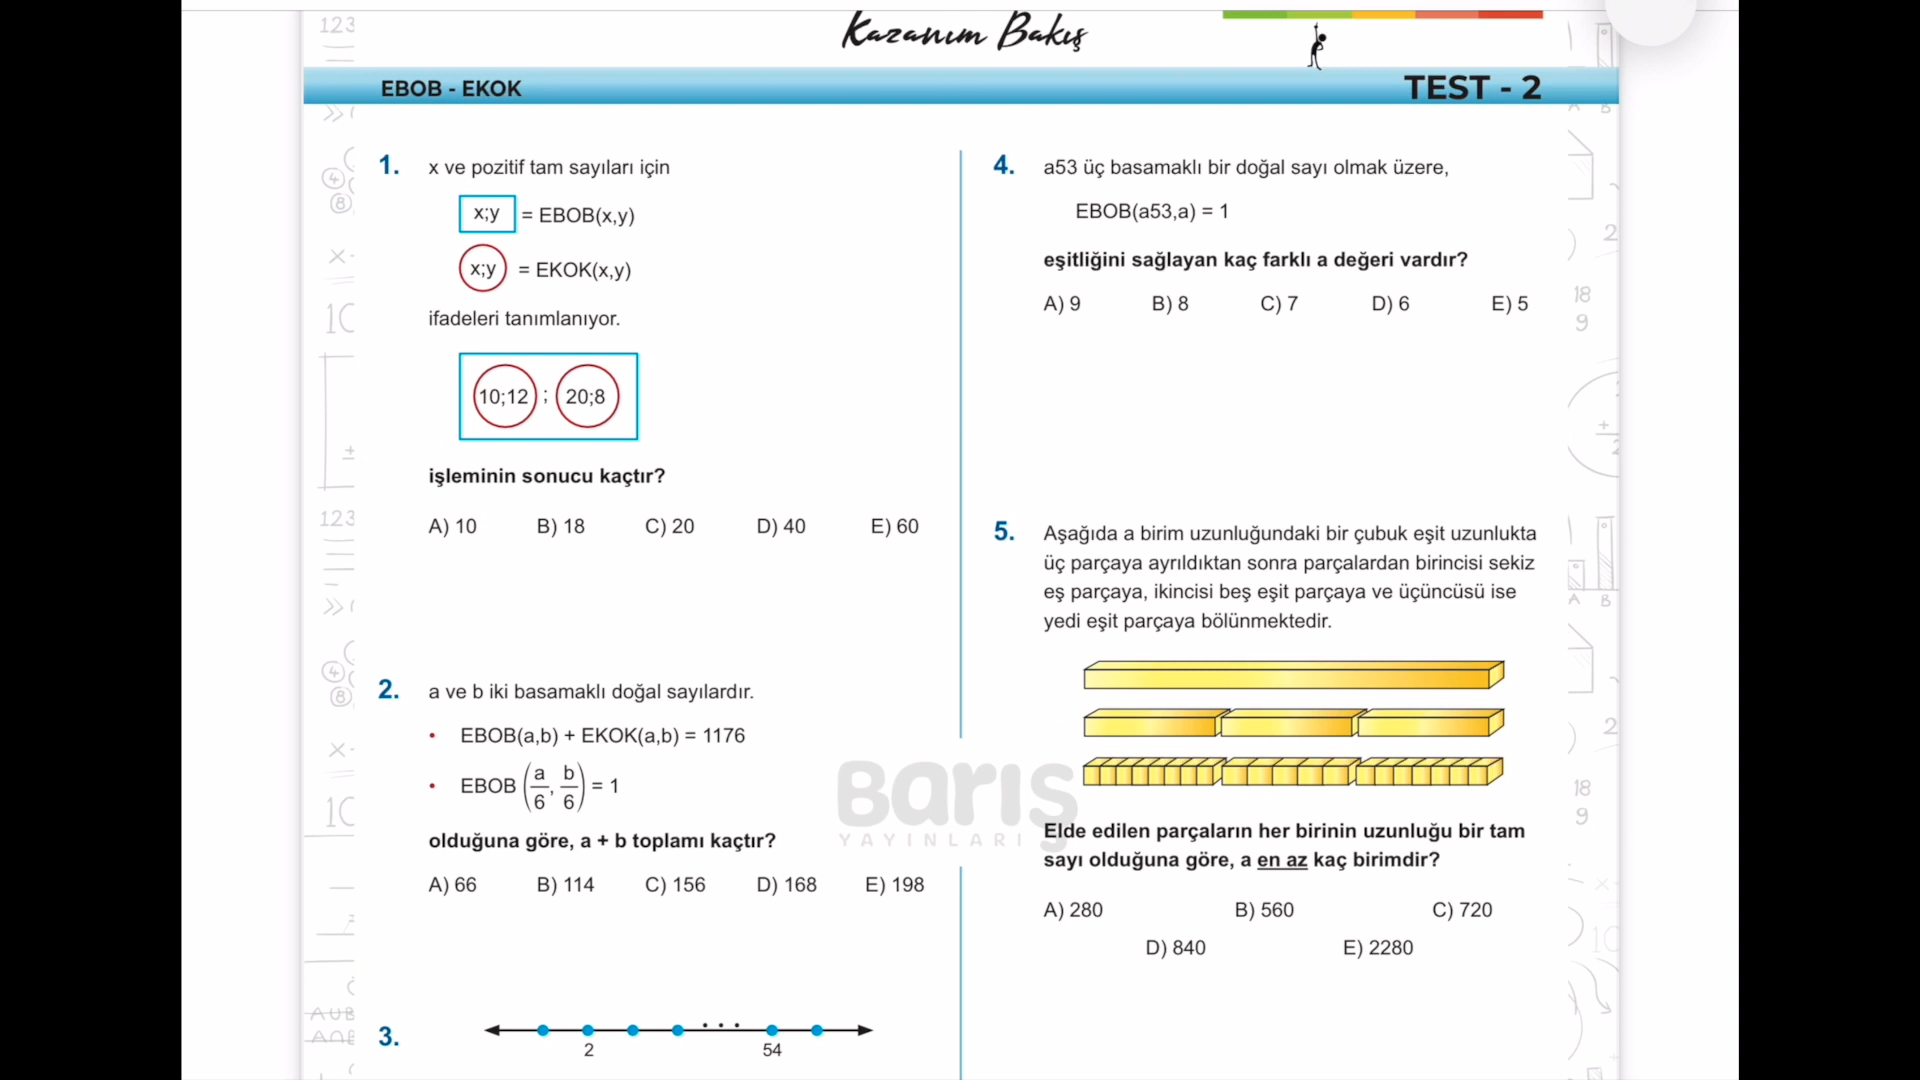 Kazanım Bakış
EBOB - EKOK
TEST - 2
1. x ve pozitif tam sayıları için
x;y = EBOB(x,y)
x;y = EKOK(x,y)
ifadeleri tanımlanıyor.
10;12 ; 20;8
işleminin sonucu kaçtır?
A) 10 B) 18 C) 20 D) 40 E) 60
2. a ve b iki basamaklı doğal sayılardır.
• EBOB(a,b) + EKOK(a,b) = 1176
• EBOB (a/6, b/6) = 1
olduğuna göre, a + b toplamı kaçtır?
A) 66 B) 114 C) 156 D) 168 E) 198
3.
...
2 54
4. a53 üç basamaklı bir doğal sayı olmak üzere,
EBOB(a53,a) = 1
eşitliğini sağlayan kaç farklı a değeri vardır?
A) 9 B) 8 C) 7 D) 6 E) 5
5. Aşağıda a birim uzunluğundaki bir çubuk eşit uzunlukta
üç parçaya ayrıldıktan sonra parçalardan birincisi sekiz
eş parçaya, ikincisi beş eşit parçaya ve üçüncüsü ise
yedi eşit parçaya bölünmektedir.
Elde edilen parçaların her birinin uzunluğu bir tam
sayı olduğuna göre, a en az kaç birimdir?
A) 280 B) 560 C) 720
D) 840 E) 2280
Barış
YAYINLARI